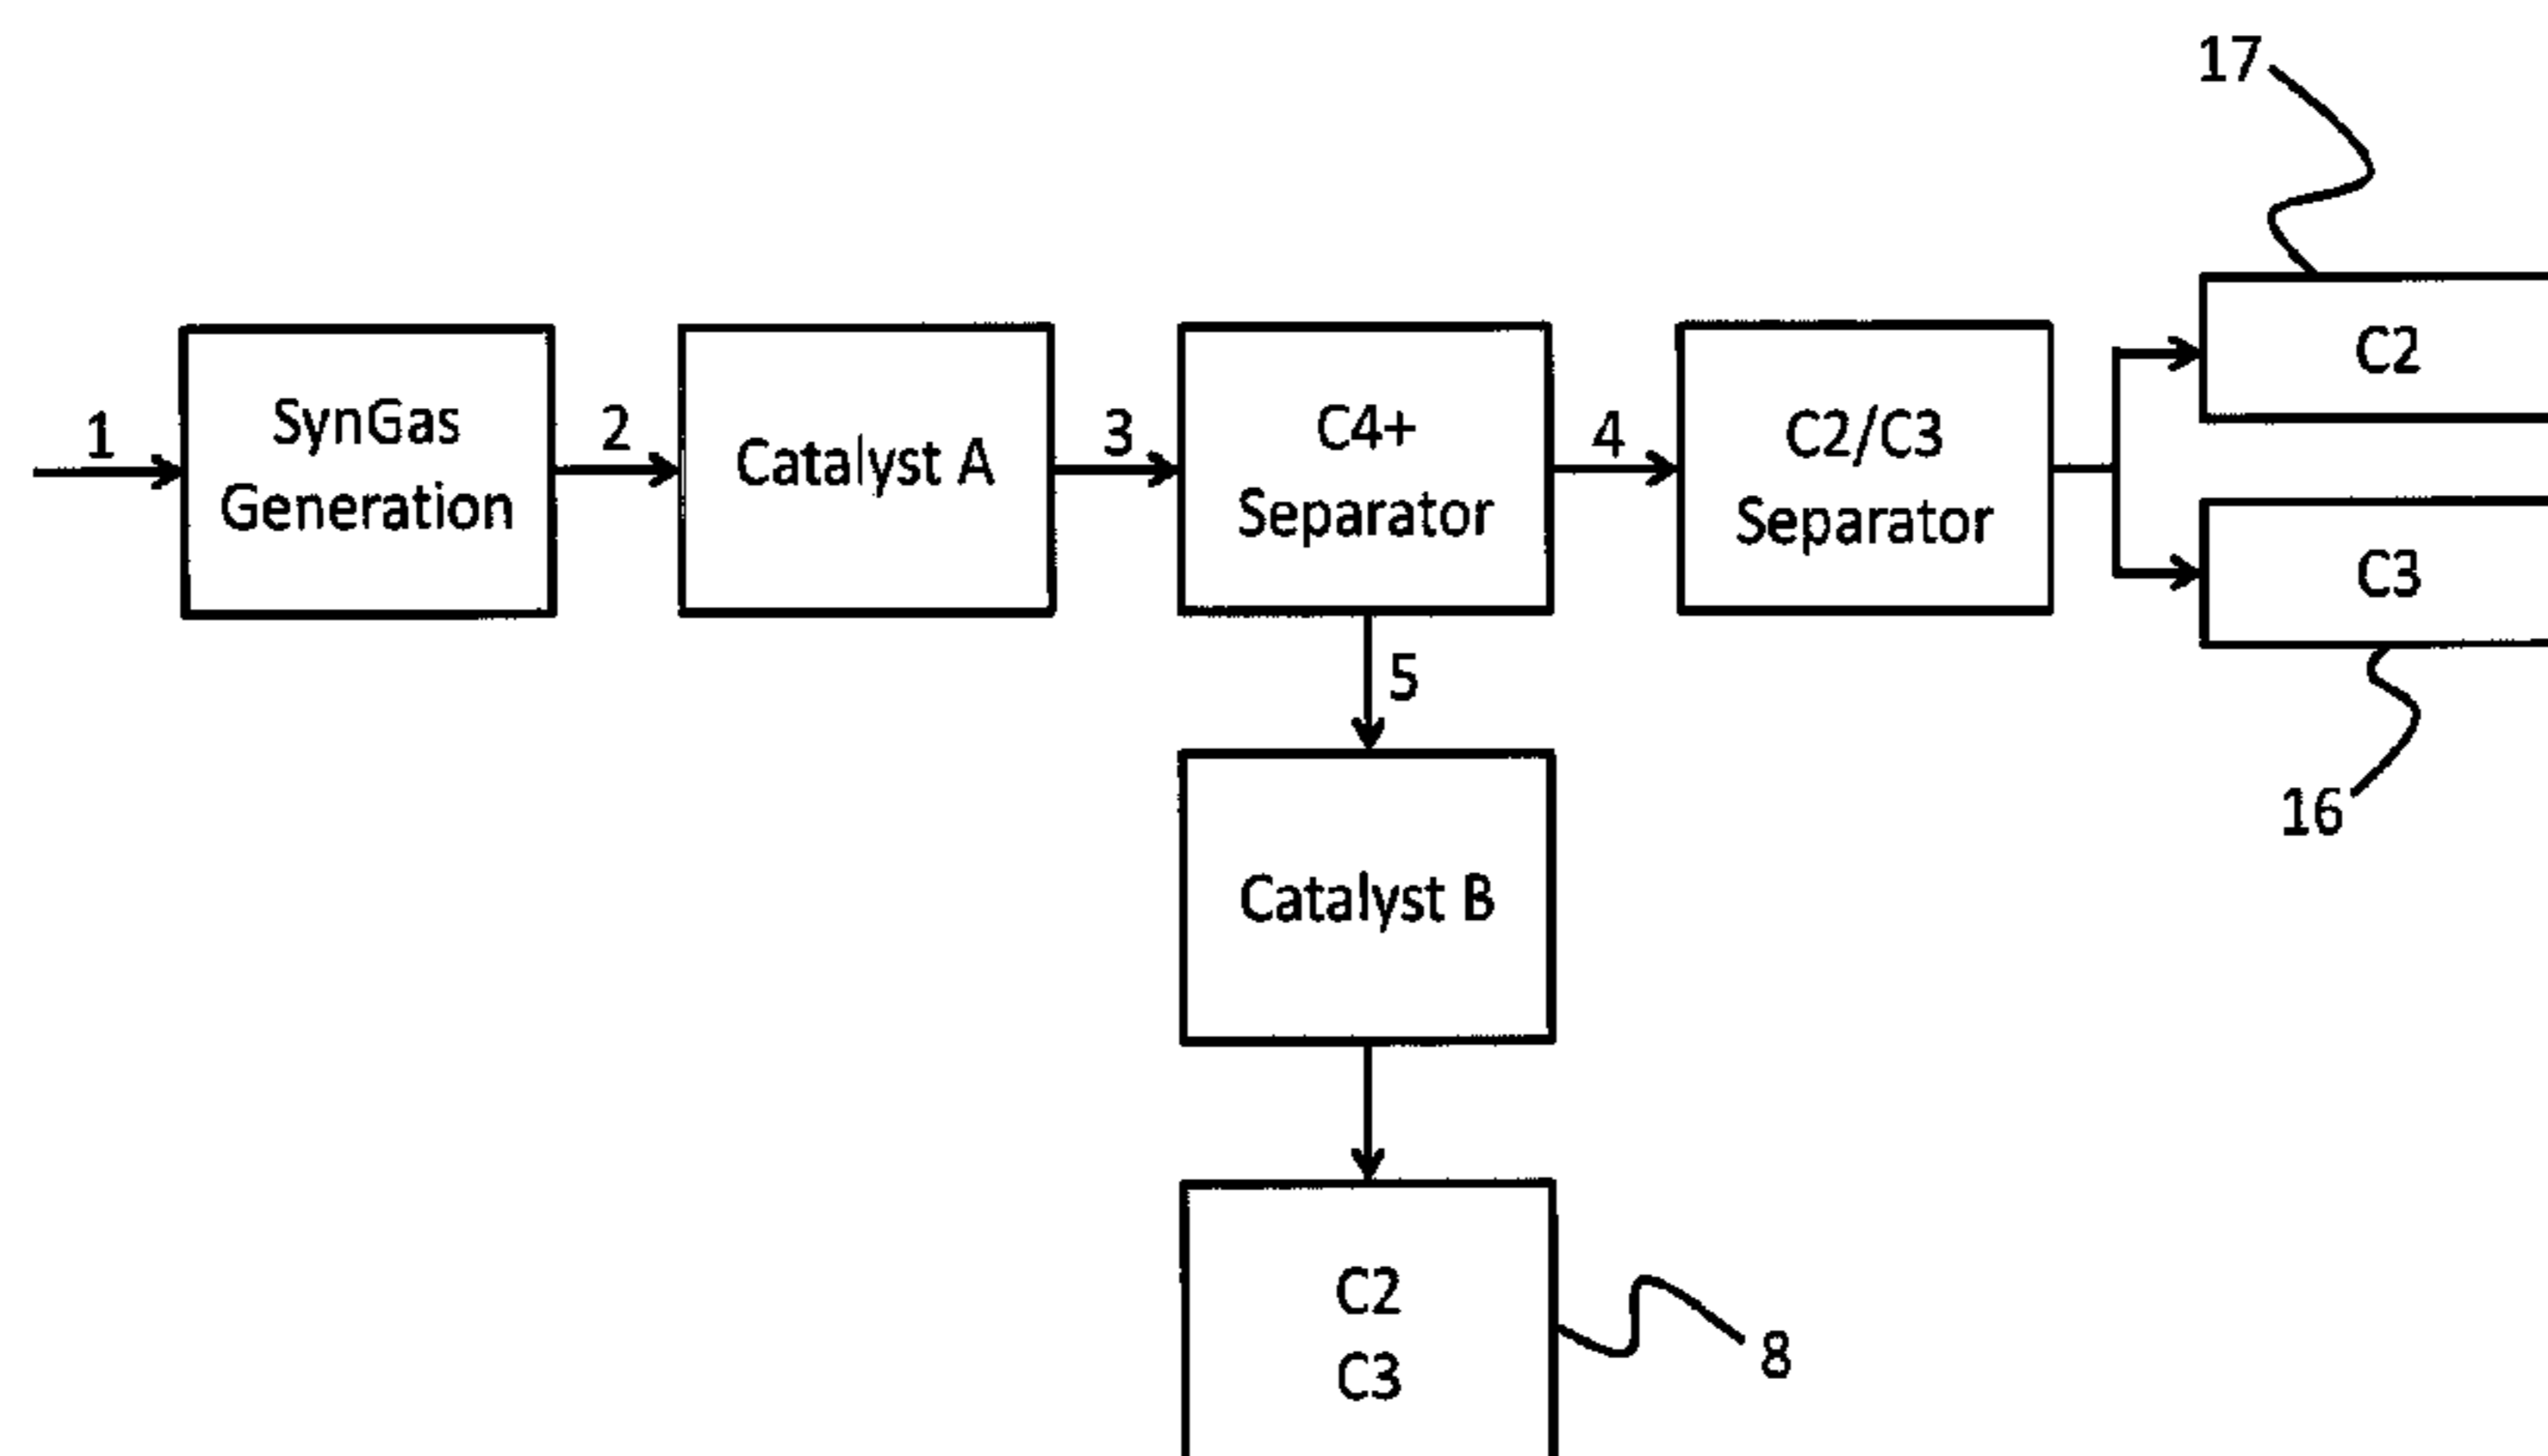 17
1
SynGas
Generation
2
Catalyst A
3
C4+
Separator
4
C2/C3
Separator
C2
C3
5
16
Catalyst B
C2
C3
8